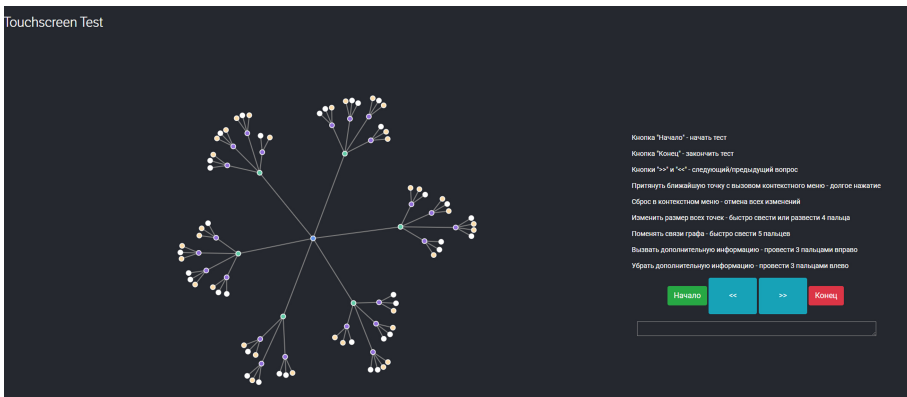 Touchscreen Test
Кнопка "Начало" - начать тест
Кнопка "Конец" - закончить тест
Кнопки ">>" и "<<" - следующий/предыдущий вопрос
Притянуть ближайшую точку с вызовом контекстного меню - долгое нажатие
Сброс в контекстном меню - отмена всех изменений
Изменить размер всех точек - быстро свести или развести 4 пальца
Поменять связи графа - быстро свести 5 пальцев
Вызвать дополнительную информацию - провести 3 пальцами вправо
Убрать дополнительную информацию - провести 3 пальцами влево
Начало << >> Конец